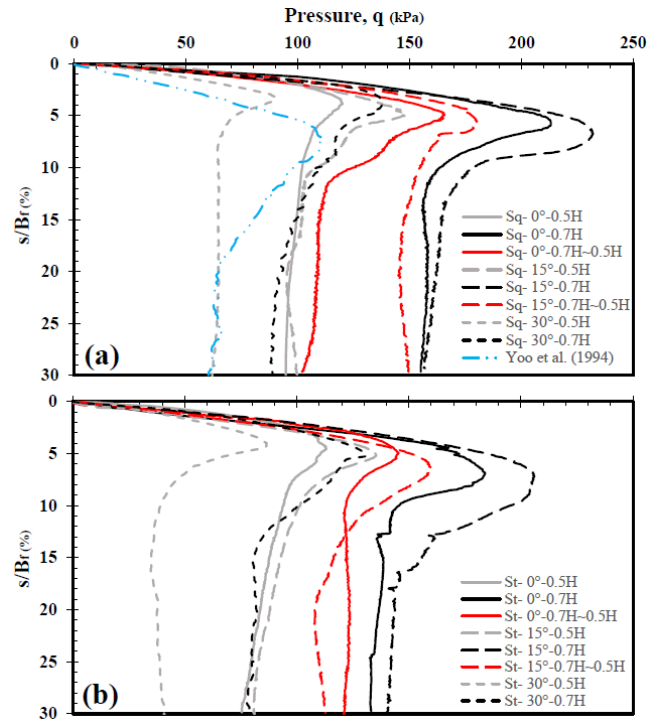 Pressure, q (kPa)
0 50 100 150 200 250
0
5
10
15
20
25
30
s/Bf(%)
Sq- 0°-0.5H
Sq- 0°-0.7H
Sq- 0°-0.7H~0.5H
Sq- 15°-0.5H
Sq- 15°-0.7H
Sq- 15°-0.7H~0.5H
Sq- 30°-0.5H
Sq- 30°-0.7H
Yoo et al. (1994)
(a)
0
5
10
15
20
25
30
s/Bf(%)
St- 0°-0.5H
St- 0°-0.7H
St- 0°-0.7H~0.5H
St- 15°-0.5H
St- 15°-0.7H
St- 15°-0.7H~0.5H
St- 30°-0.5H
St- 30°-0.7H
(b)